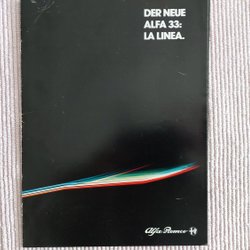 DER NEUE
ALFA 33:
LA LINEA.
Alfa Romeo